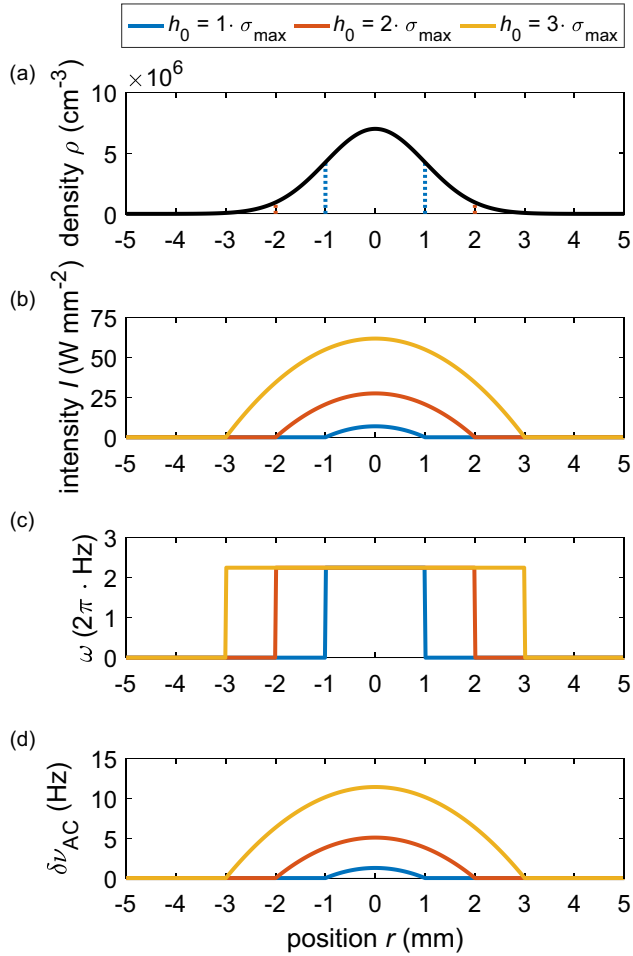 h0 = 1· σmax h0 = 2· σmax h0 = 3· σmax
(a)
× 10^6
density ρ (cm^-3)
10
5
0
-5 -4 -3 -2 -1 0 1 2 3 4 5
(b)
intensity I (W mm^-2)
75
50
25
0
-5 -4 -3 -2 -1 0 1 2 3 4 5
(c)
ω (2π · Hz)
3
2
1
0
-5 -4 -3 -2 -1 0 1 2 3 4 5
(d)
δνAC (Hz)
15
10
5
0
-5 -4 -3 -2 -1 0 1 2 3 4 5
position r (mm)